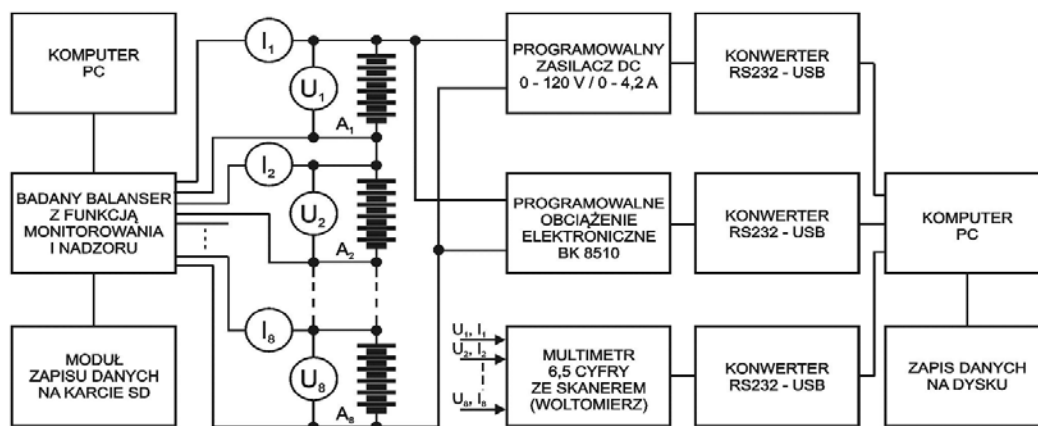 KOMPUTER
PC
BADANY BALANSER
Z FUNKCJĄ
MONITOROWANIA
I NADZORU
MODUŁ
ZAPISU DANYCH
NA KARCIE SD
I₁
U₁
A₁
I₂
U₂
A₂
I₈
U₈
A₈
PROGRAMOWALNY
ZASILACZ DC
0 - 120 V / 0 - 4,2 A
PROGRAMOWALNE
OBCIĄŻENIE
ELEKTRONICZNE
BK 8510
U₁, I₁
U₂, I₂
U₈, I₈
MULTIMETR
6,5 CYFRY
ZE SKANEREM
(WOLTOMIERZ)
KONWERTER
RS232 - USB
KONWERTER
RS232 - USB
KONWERTER
RS232 - USB
KOMPUTER
PC
ZAPIS DANYCH
NA DYSKU